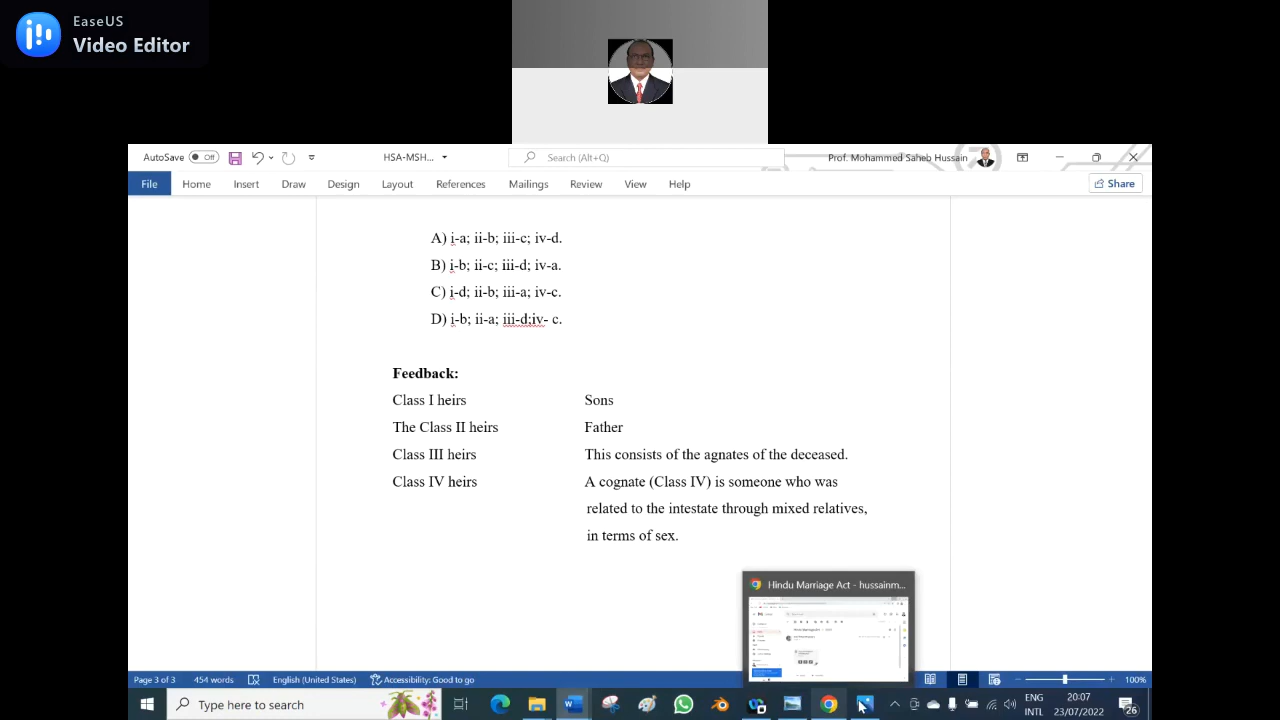 EaseUS
Video Editor
AutoSave Off HSA-MSH... Search (Alt+Q) Prof. Mohammed Saheb Hussain
File Home Insert Draw Design Layout References Mailings Review View Help Share
A) i-a; ii-b; iii-c; iv-d.
B) i-b; ii-c; iii-d; iv-a.
C) i-d; ii-b; iii-a; iv-c.
D) i-b; ii-a; iii-d;iv- c.
Feedback:
Class I heirs Sons
The Class II heirs Father
Class III heirs This consists of the agnates of the deceased.
Class IV heirs A cognate (Class IV) is someone who was
related to the intestate through mixed relatives,
in terms of sex.
Hindu Marriage Act - hussainm...
Page 3 of 3 454 words English (United States) Accessibility: Good to go 100%
Type here to search ENG 20:07
INTL 23/07/2022 26